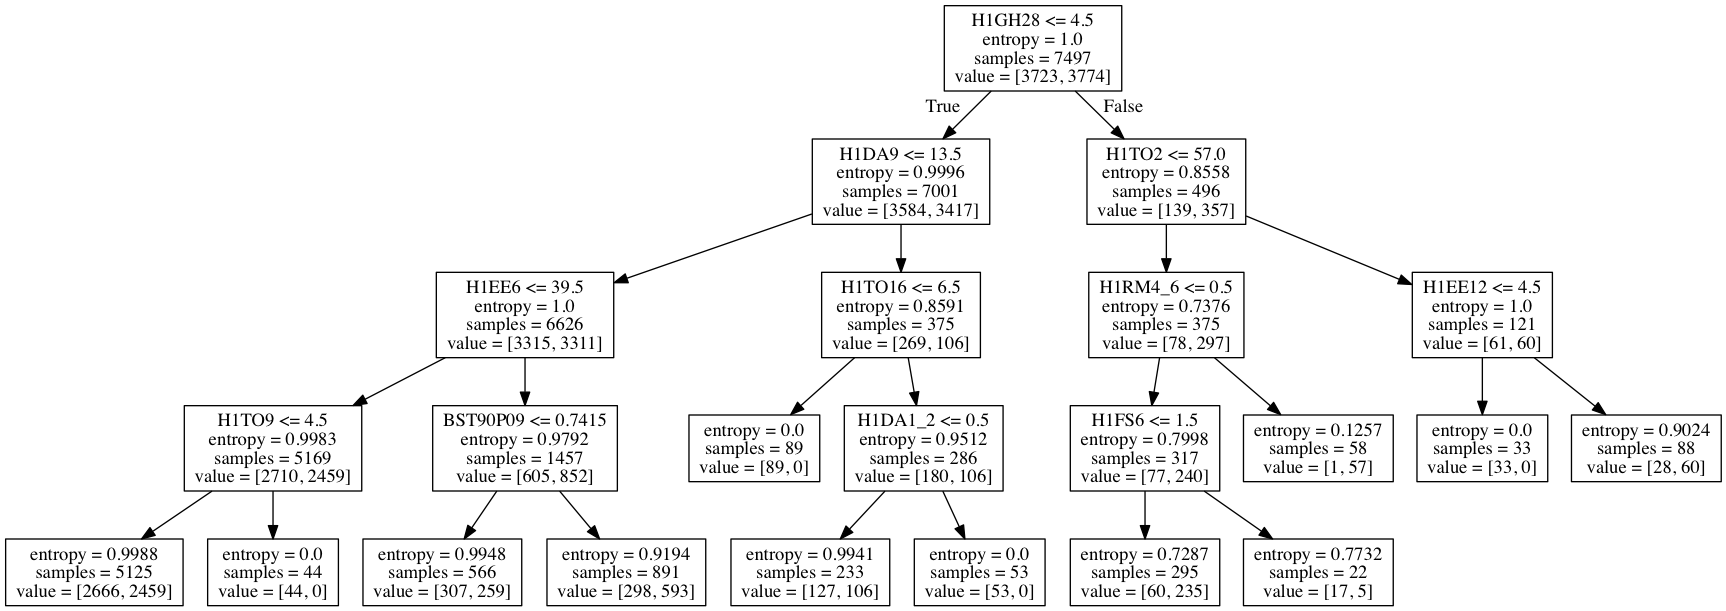 H1GH28 <= 4.5
entropy = 1.0
samples = 7497
value = [3723, 3774]
True
False
H1DA9 <= 13.5
entropy = 0.9996
samples = 7001
value = [3584, 3417]
H1TO2 <= 57.0
entropy = 0.8558
samples = 496
value = [139, 357]
H1EE6 <= 39.5
entropy = 1.0
samples = 6626
value = [3315, 3311]
H1TO16 <= 6.5
entropy = 0.8591
samples = 375
value = [269, 106]
H1RM4_6 <= 0.5
entropy = 0.7376
samples = 375
value = [78, 297]
H1EE12 <= 4.5
entropy = 1.0
samples = 121
value = [61, 60]
H1TO9 <= 4.5
entropy = 0.9983
samples = 5169
value = [2710, 2459]
BST90P09 <= 0.7415
entropy = 0.9792
samples = 1457
value = [605, 852]
entropy = 0.0
samples = 89
value = [89, 0]
H1DA1_2 <= 0.5
entropy = 0.9512
samples = 286
value = [180, 106]
H1FS6 <= 1.5
entropy = 0.7998
samples = 317
value = [77, 240]
entropy = 0.1257
samples = 58
value = [1, 57]
entropy = 0.0
samples = 33
value = [33, 0]
entropy = 0.9024
samples = 88
value = [28, 60]
entropy = 0.9988
samples = 5125
value = [2666, 2459]
entropy = 0.0
samples = 44
value = [44, 0]
entropy = 0.9948
samples = 566
value = [307, 259]
entropy = 0.9194
samples = 891
value = [298, 593]
entropy = 0.9941
samples = 233
value = [127, 106]
entropy = 0.0
samples = 53
value = [53, 0]
entropy = 0.7287
samples = 295
value = [60, 235]
entropy = 0.7732
samples = 22
value = [17, 5]